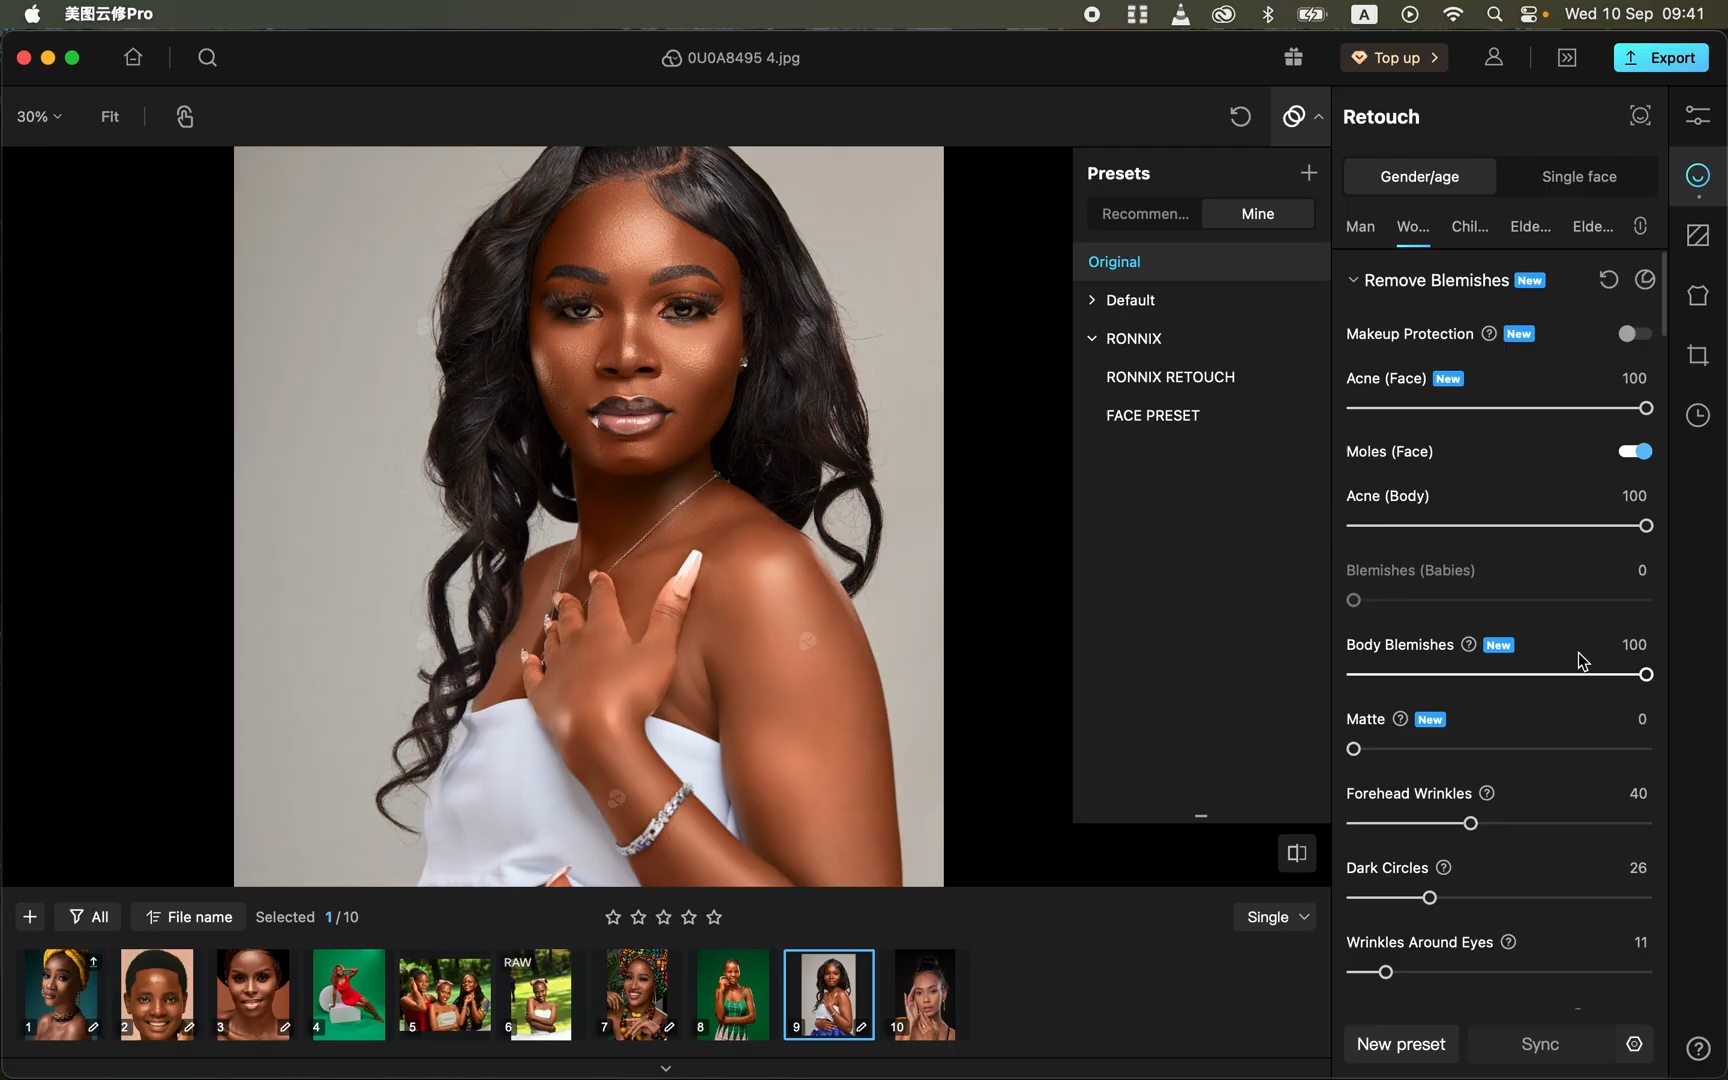 美图云修Pro
A
Wed 10 Sep 09:41
0U0A8495 4.jpg
Top up
Export
30%
Fit
Retouch
Presets
Gender/age
Single face
Recommen...
Mine
Man
Wo...
Chil...
Elde...
Elde...
Original
Default
RONNIX
RONNIX RETOUCH
FACE PRESET
Remove Blemishes New
Makeup Protection ? New
Acne (Face) New 100
Moles (Face)
Acne (Body) 100
Blemishes (Babies) 0
Body Blemishes ? New 100
Matte ? New 0
Forehead Wrinkles ? 40
Dark Circles ? 26
Wrinkles Around Eyes ? 11
All
File name
Selected 1/10
Single
RAW
1
2
3
4
5
6
7
8
9
10
New preset
Sync
?